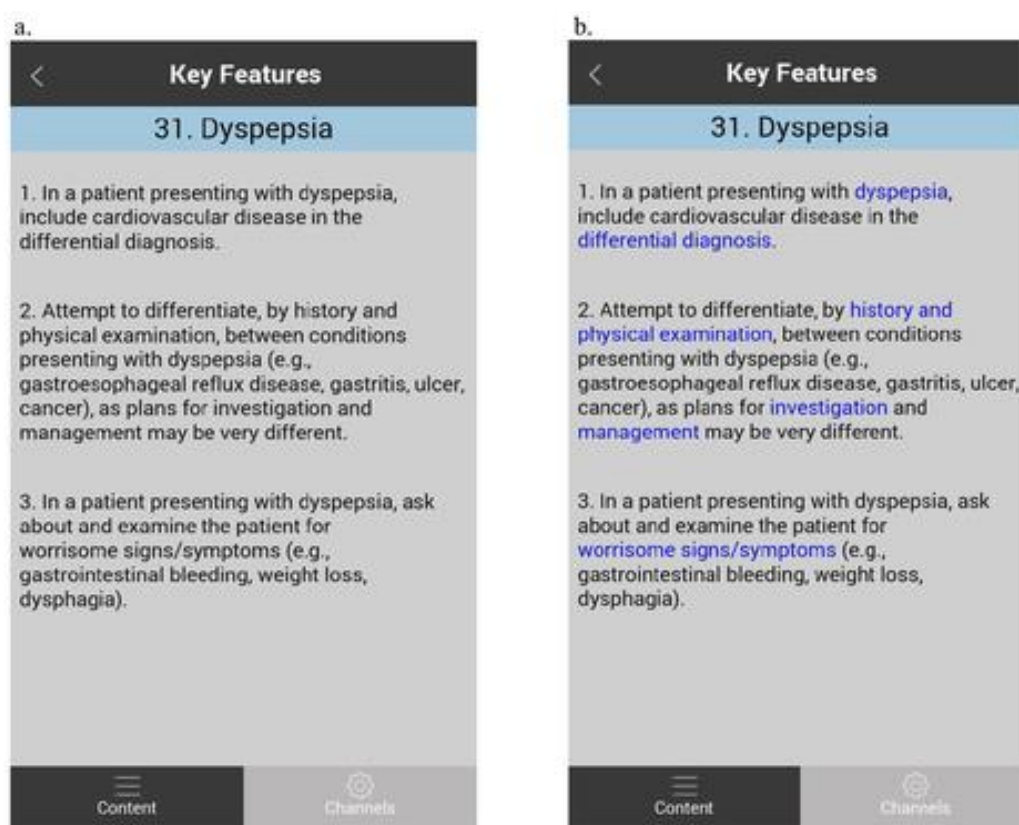 a.
Key Features
31. Dyspepsia
1. In a patient presenting with dyspepsia,
include cardiovascular disease in the
differential diagnosis.
2. Attempt to differentiate, by history and
physical examination, between conditions
presenting with dyspepsia (e.g.,
gastroesophageal reflux disease, gastritis, ulcer,
cancer), as plans for investigation and
management may be very different.
3. In a patient presenting with dyspepsia, ask
about and examine the patient for
worrisome signs/symptoms (e.g.,
gastrointestinal bleeding, weight loss,
dysphagia).
Content
Channels
b.
Key Features
31. Dyspepsia
1. In a patient presenting with dyspepsia,
include cardiovascular disease in the
differential diagnosis.
2. Attempt to differentiate, by history and
physical examination, between conditions
presenting with dyspepsia (e.g.,
gastroesophageal reflux disease, gastritis, ulcer,
cancer), as plans for investigation and
management may be very different.
3. In a patient presenting with dyspepsia, ask
about and examine the patient for
worrisome signs/symptoms (e.g.,
gastrointestinal bleeding, weight loss,
dysphagia).
Content
Channels